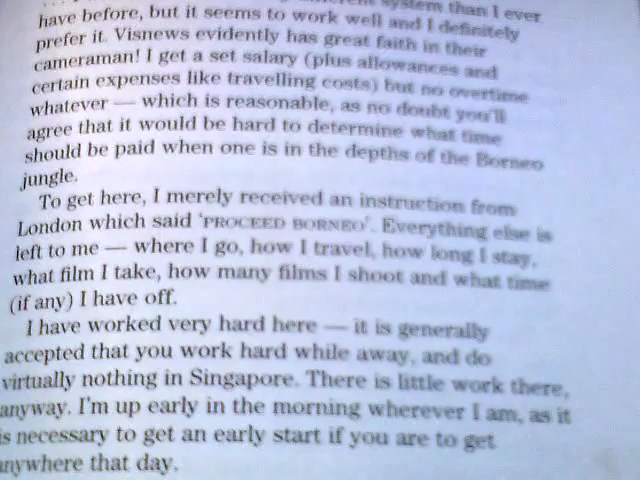 different system than I ever
have before, but it seems to work well and I definitely
prefer it. Visnews evidently has great faith in their
cameraman! I get a set salary (plus allowances and
certain expenses like travelling costs) but no overtime
whatever — which is reasonable, as no doubt you'll
agree that it would be hard to determine what time
should be paid when one is in the depths of the Borneo
jungle.
To get here, I merely received an instruction from
London which said 'PROCEED BORNEO'. Everything else is
left to me — where I go, how I travel, how long I stay,
what film I take, how many films I shoot and what time
(if any) I have off.
I have worked very hard here — it is generally
accepted that you work hard while away, and do
virtually nothing in Singapore. There is little work there,
anyway. I'm up early in the morning wherever I am, as it
is necessary to get an early start if you are to get
anywhere that day.